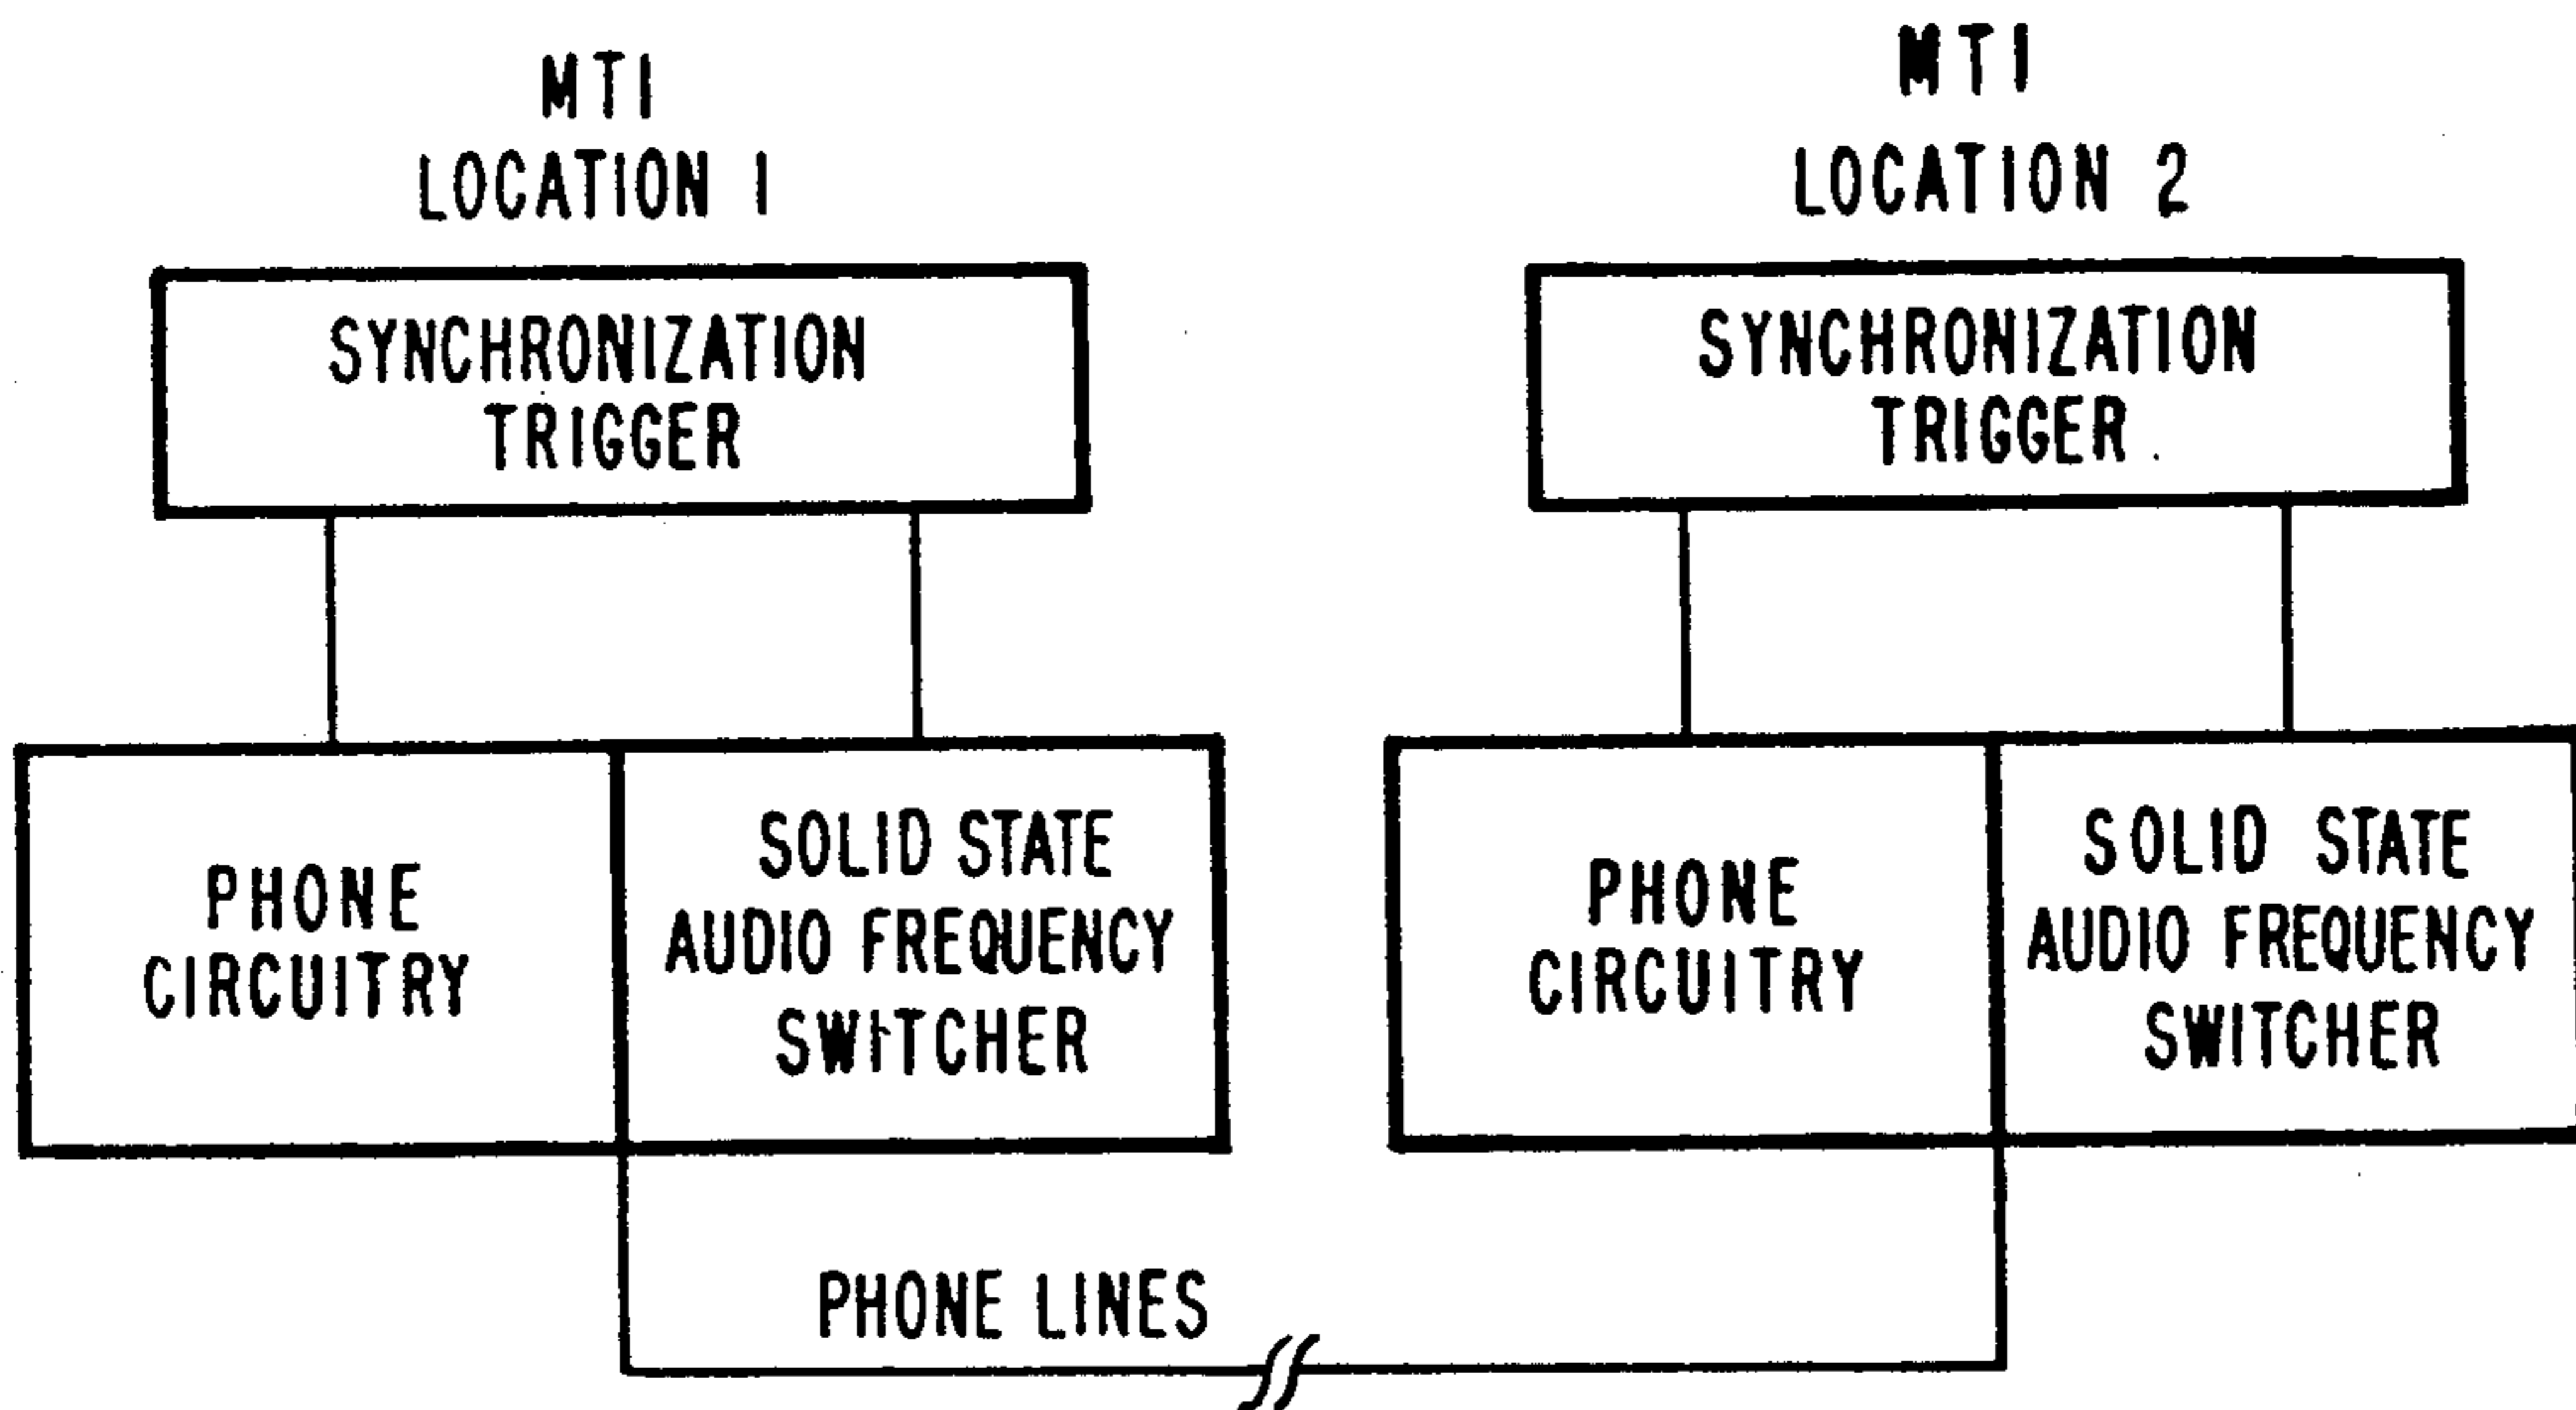 MTI
LOCATION 1
SYNCHRONIZATION
TRIGGER
PHONE
CIRCUITRY
SOLID STATE
AUDIO FREQUENCY
SWITCHER
MTI
LOCATION 2
SYNCHRONIZATION
TRIGGER
PHONE
CIRCUITRY
SOLID STATE
AUDIO FREQUENCY
SWITCHER
PHONE LINES